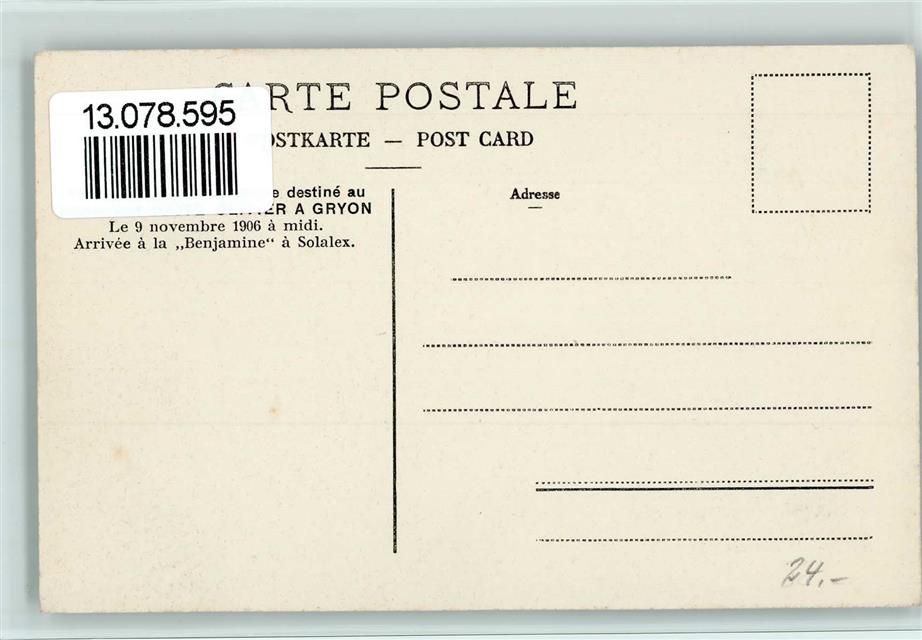 CARTE POSTALE
13.078.595
POSTKARTE — POST CARD
destiné au
A GRYON
Le 9 novembre 1906 à midi.
Arrivée à la „Benjamine“ à Solalex.
Adresse
24.-